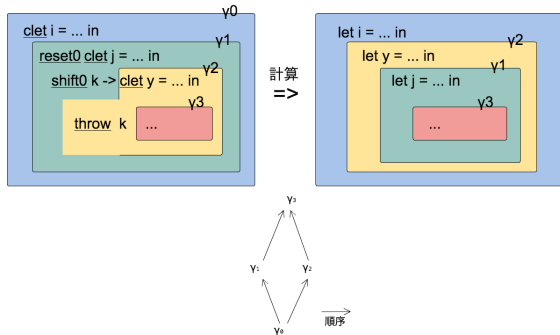 γ0
clet i = ... in
γ1
reset0 clet j = ... in
γ2
shift0 k -> clet y = ... in
γ3
throw k
...
計算
=>
let i = ... in
γ2
let y = ... in
γ1
let j = ... in
γ3
...
γ₃
γ₁ γ₂
γ₀
順序